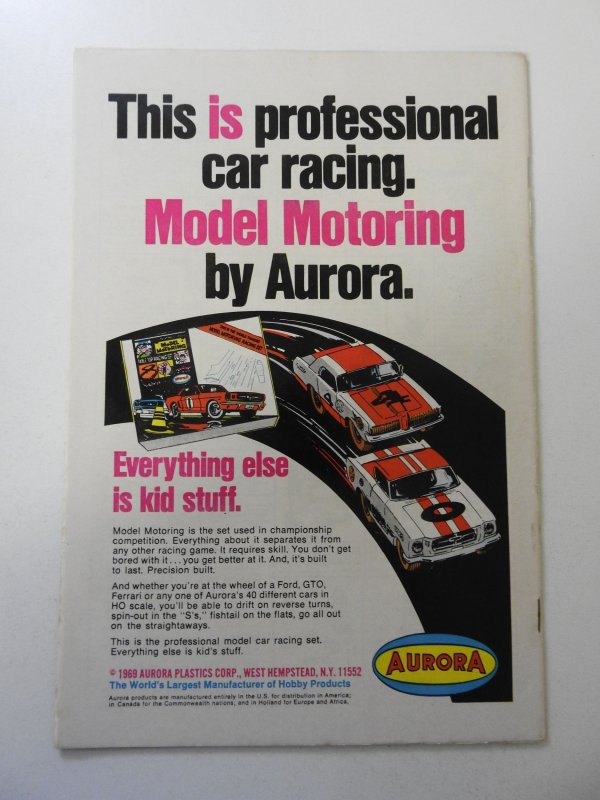 This is professional
car racing.
Model Motoring
by Aurora.
MODEL MOTORING
Everything else
is kid stuff.
Model Motoring is the set used in championship
competition. Everything about it separates it from
any other racing game. It requires skill. You don't get
bored with it...you get better at it. And, it's built
to last. Precision built.
And whether you're at the wheel of a Ford, GTO,
Ferrari or any one of Aurora's 40 different cars in
HO scale, you'll be able to drift on reverse turns,
spin-out in the "S's," fishtail on the flats, go all out
on the straightaways.
This is the professional model car racing set.
Everything else is kid's stuff.
© 1969 AURORA PLASTICS CORP., WEST HEMPSTEAD, N.Y. 11552
The World's Largest Manufacturer of Hobby Products
Aurora products are manufactured entirely in the U.S. for distribution in America;
in Canada for the Commonwealth nations; and in Holland for Europe and Africa.
AURORA